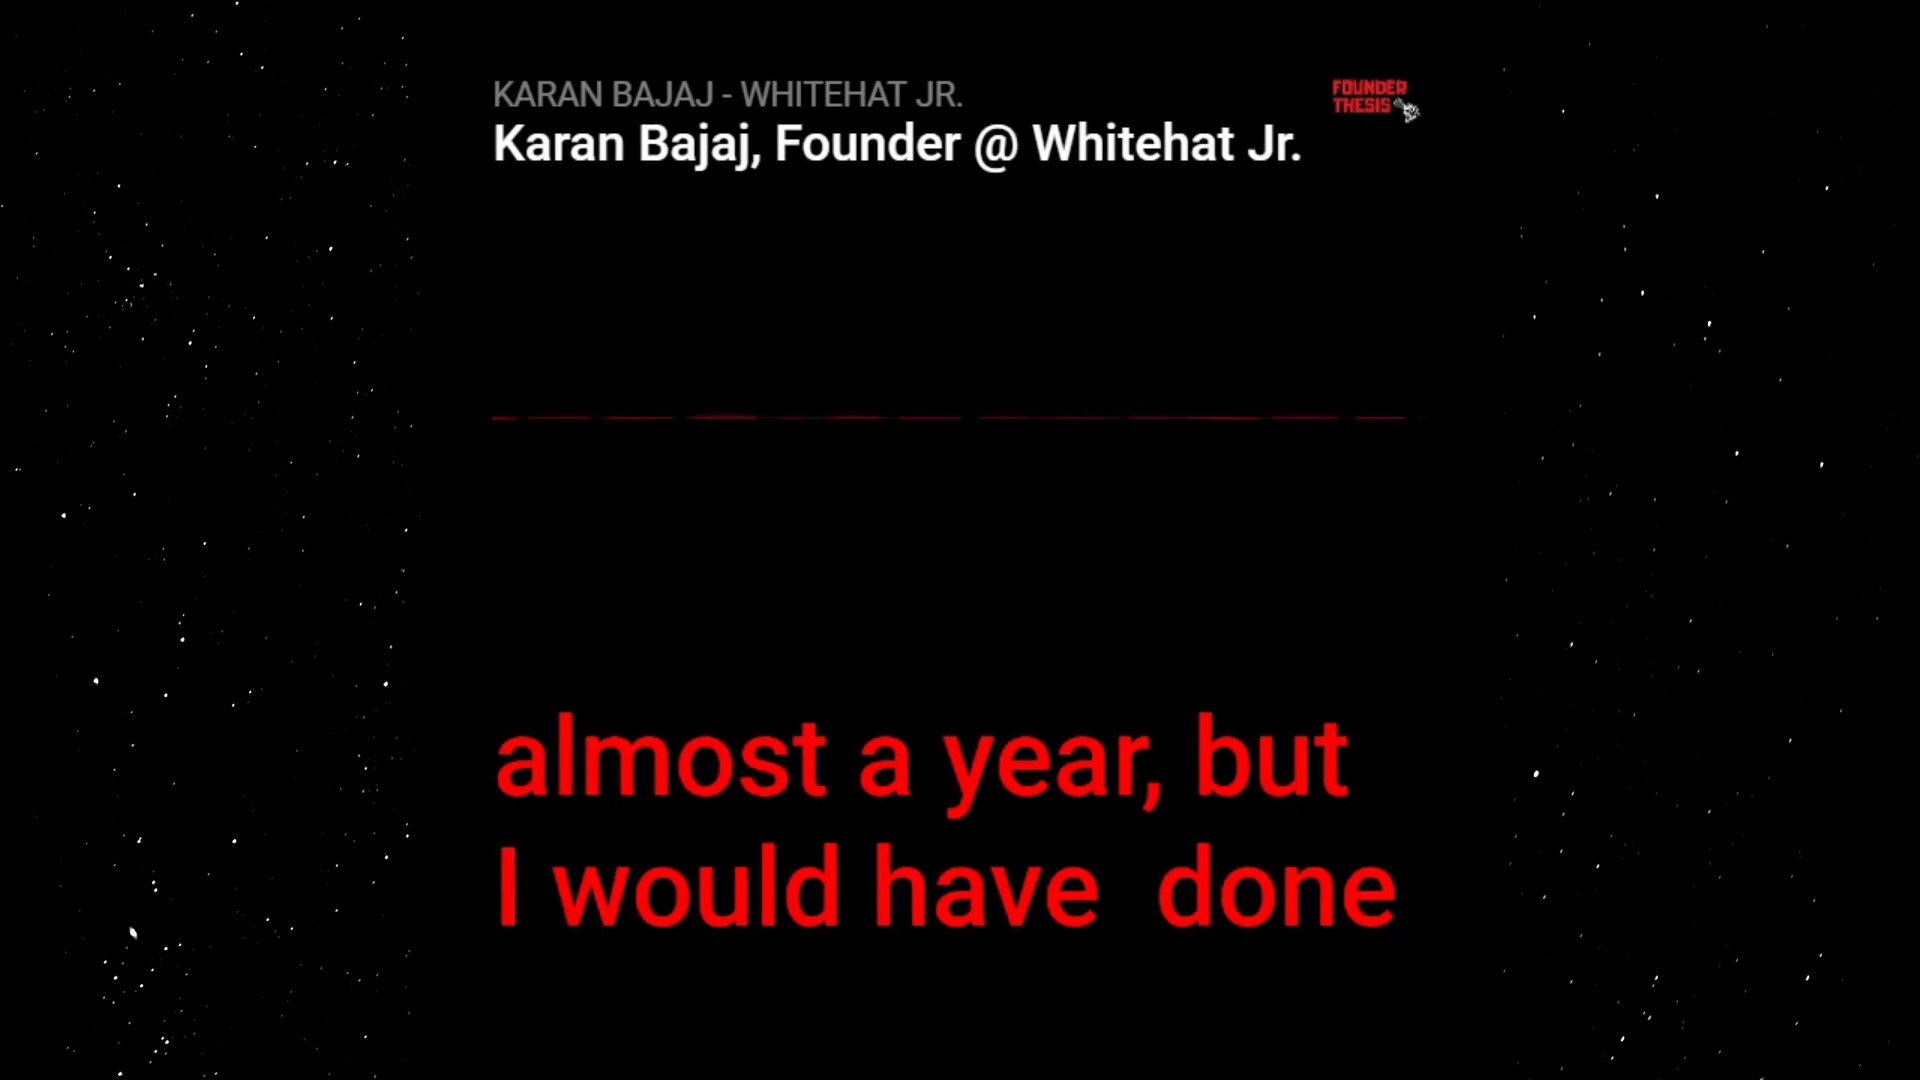 KARAN BAJAJ - WHITEHAT JR.
Karan Bajaj, Founder @ Whitehat Jr.
FOUNDER
THESIS
almost a year, but
I would have  done